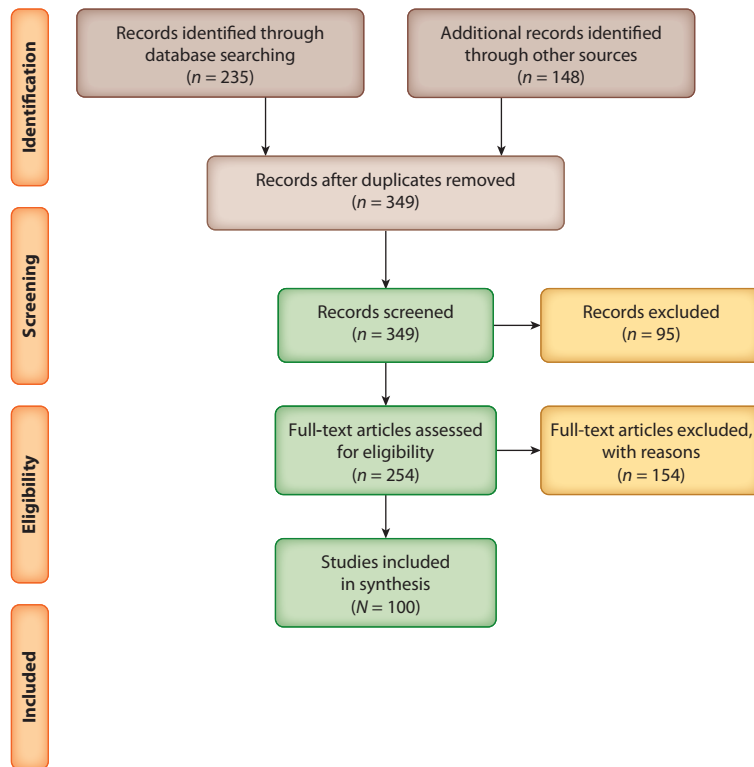 Identification
Records identified through
database searching
(n = 235)
Additional records identified
through other sources
(n = 148)
Records after duplicates removed
(n = 349)
Screening
Records screened
(n = 349)
Records excluded
(n = 95)
Eligibility
Full-text articles assessed
for eligibility
(n = 254)
Full-text articles excluded,
with reasons
(n = 154)
Studies included
in synthesis
(N = 100)
Included